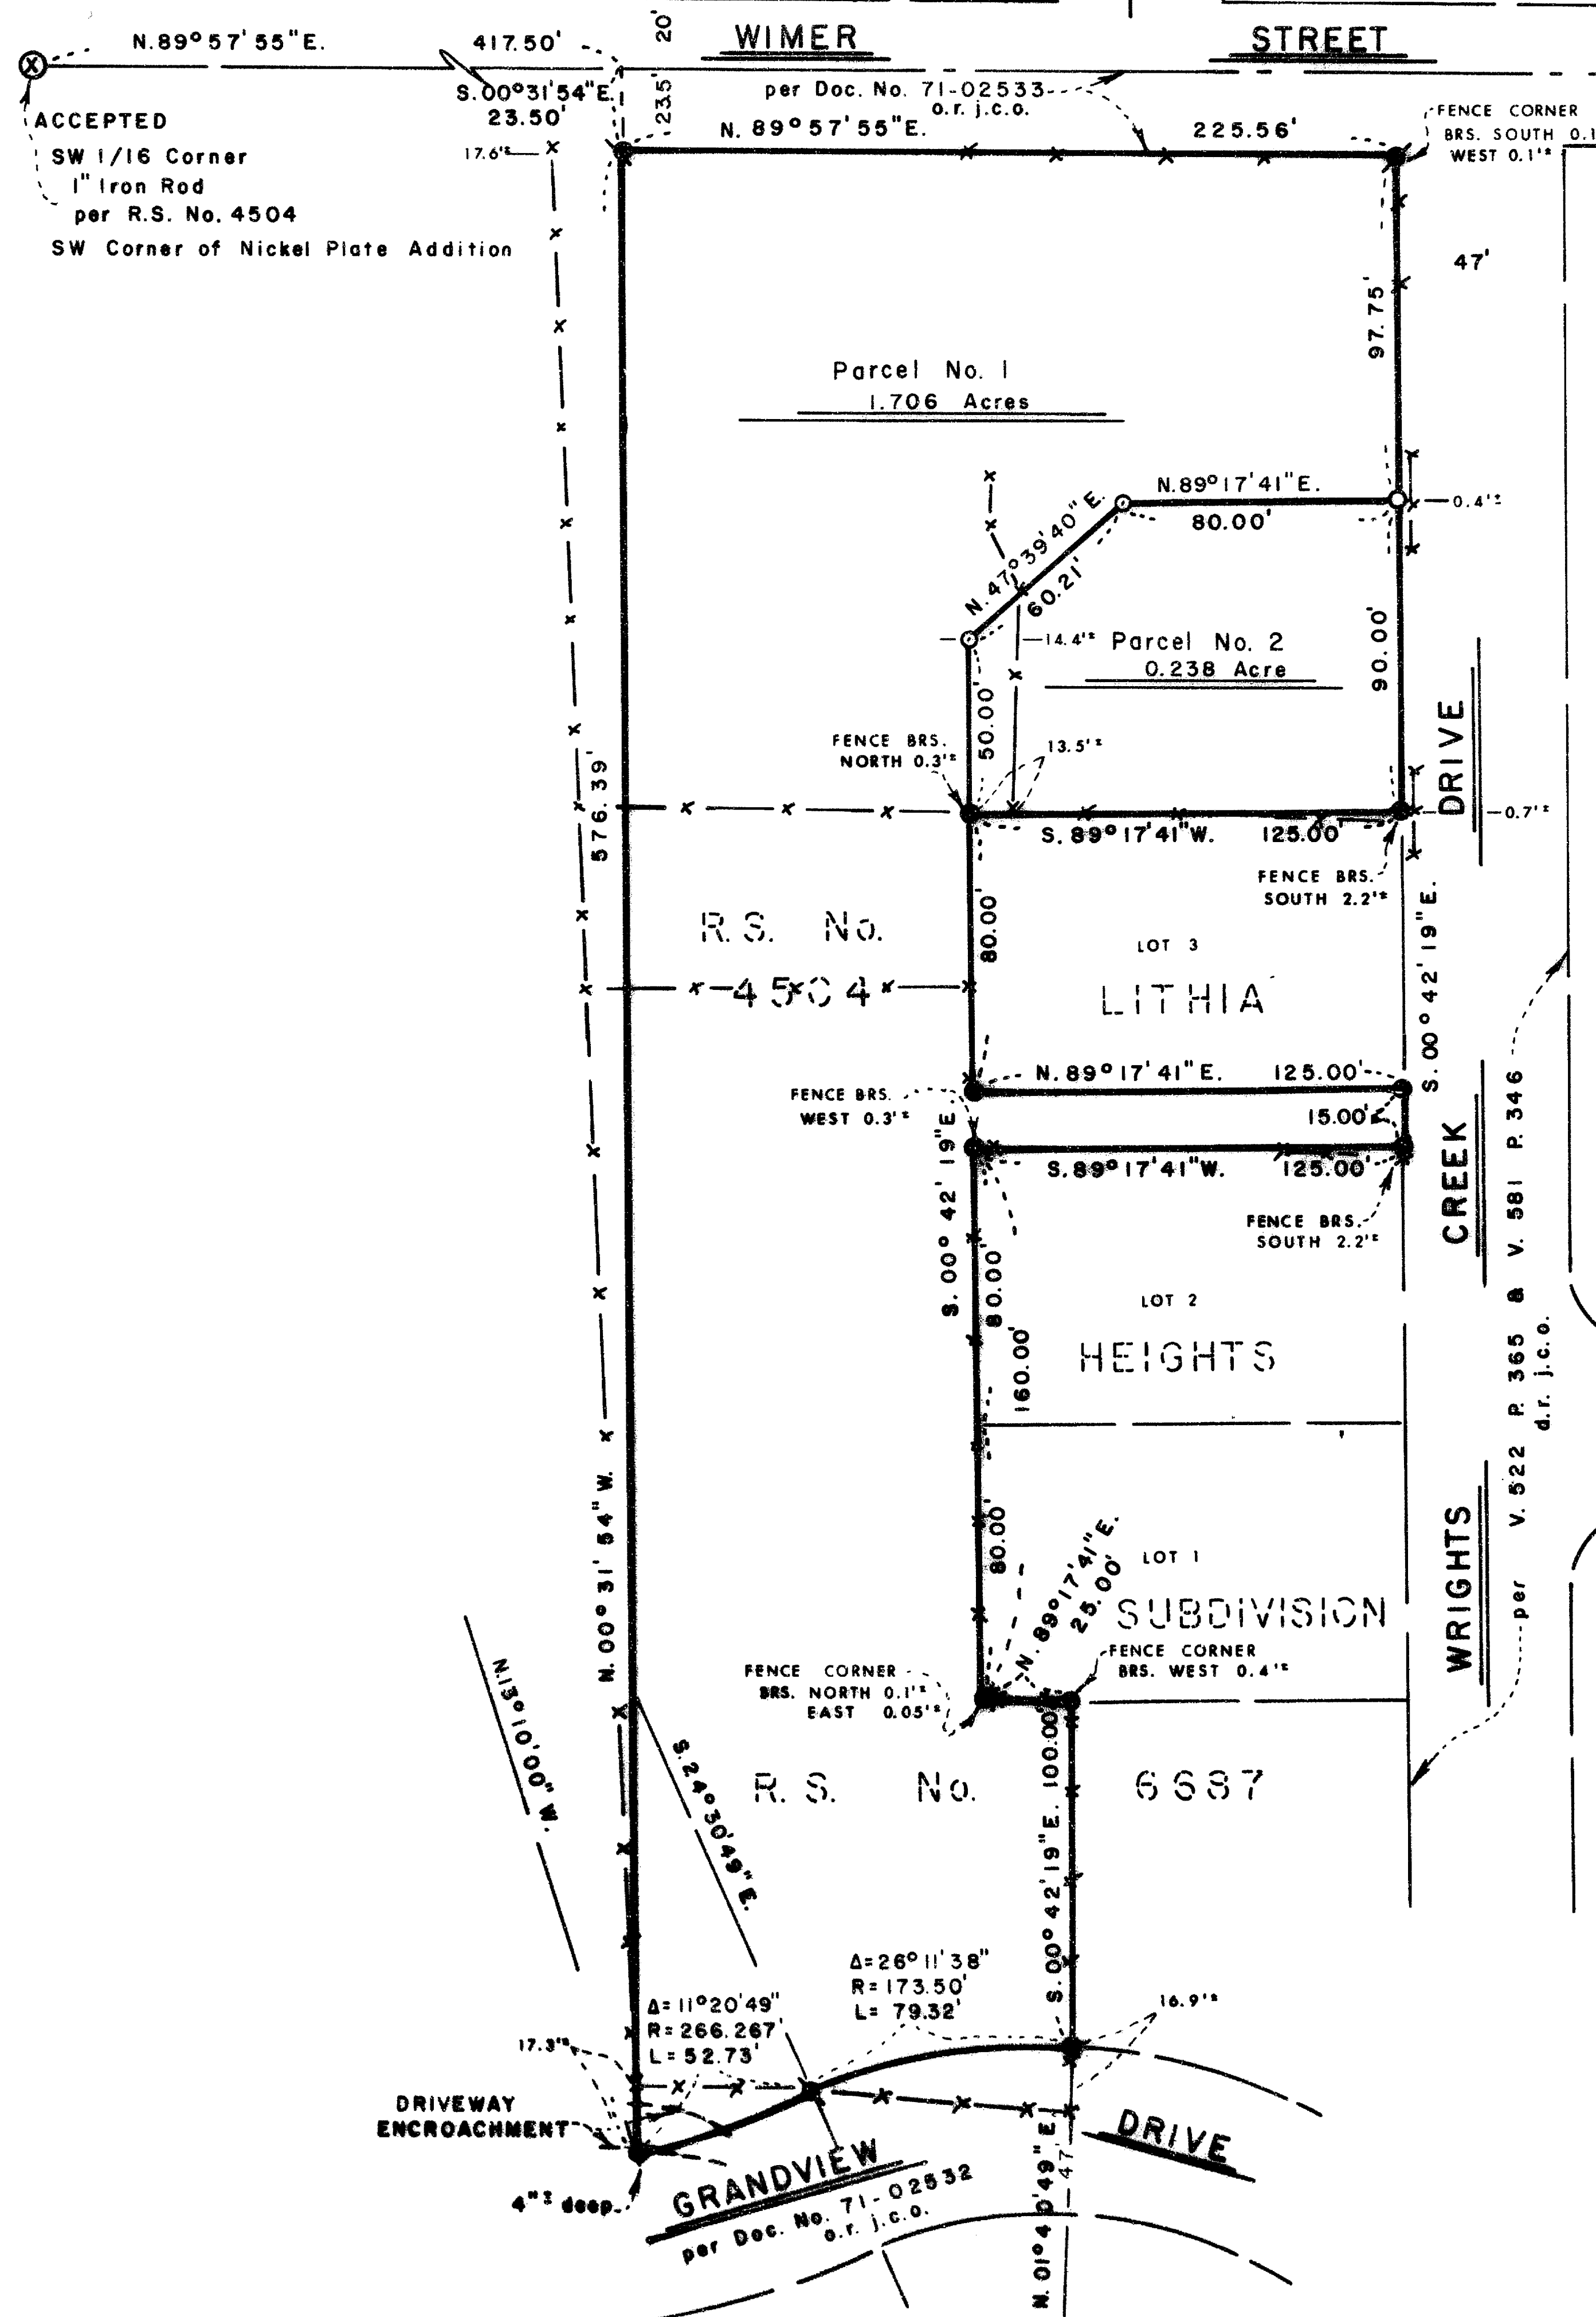 WIMER STREET
20'
N.89°57'55"E. 417.50'
S.00°31'54"E.
23.50'
23.5'
per Doc. No. 71-02533
o.r. j.c.o.
N. 89°57'55"E. 225.56'
17.6'±
ACCEPTED
SW 1/16 Corner
1" Iron Rod
per R.S. No. 4504
SW Corner of Nickel Plate Addition
FENCE CORNER
BRS. SOUTH 0.1
WEST 0.1'±
47'
97.75'
Parcel No. 1
1.706 Acres
N.89°17'41"E.
80.00'
0.4'±
N. 47°39'40" E.
60.21'
14.4'±
Parcel No. 2
0.238 Acre
90.00'
50.00'
FENCE BRS.
NORTH 0.3'±
13.5'±
576.39'
S. 89°17'41"W. 125.00'
0.7'±
FENCE BRS.
SOUTH 2.2'±
R.S. No.
4504
80.00'
LOT 3
LITHIA
S. 00°42'19"E.
N. 89°17'41"E. 125.00'
FENCE BRS.
WEST 0.3'±
15.00'
S. 89°17'41"W. 125.00'
FENCE BRS.
SOUTH 2.2'±
S. 00°42'19"E
80.00'
160.00'
LOT 2
HEIGHTS
80.00'
N. 89°17'41"E.
25.00'
LOT 1
SUBDIVISION
FENCE CORNER
BRS. WEST 0.4'±
FENCE CORNER
BRS. NORTH 0.1'±
EAST 0.05'±
WRIGHTS CREEK DRIVE
per V. 522 P. 365 & V. 581 P. 346
d.r. j.c.o.
N. 00°31'54"W.
N.13°10'00"W.
S.24°30'49"E.
R.S. No. 6687
S. 00°42'19"E. 100.00'
Δ=26°11'38"
R=173.50'
L= 79.32'
16.9'±
Δ=11°20'49"
R=266.267'
L=52.73'
17.3'±
DRIVEWAY
ENCROACHMENT
4"± deep
GRANDVIEW DRIVE
per Doc. No. 71-02532
o.r. j.c.o.
N. 01°40'49" E.
47'